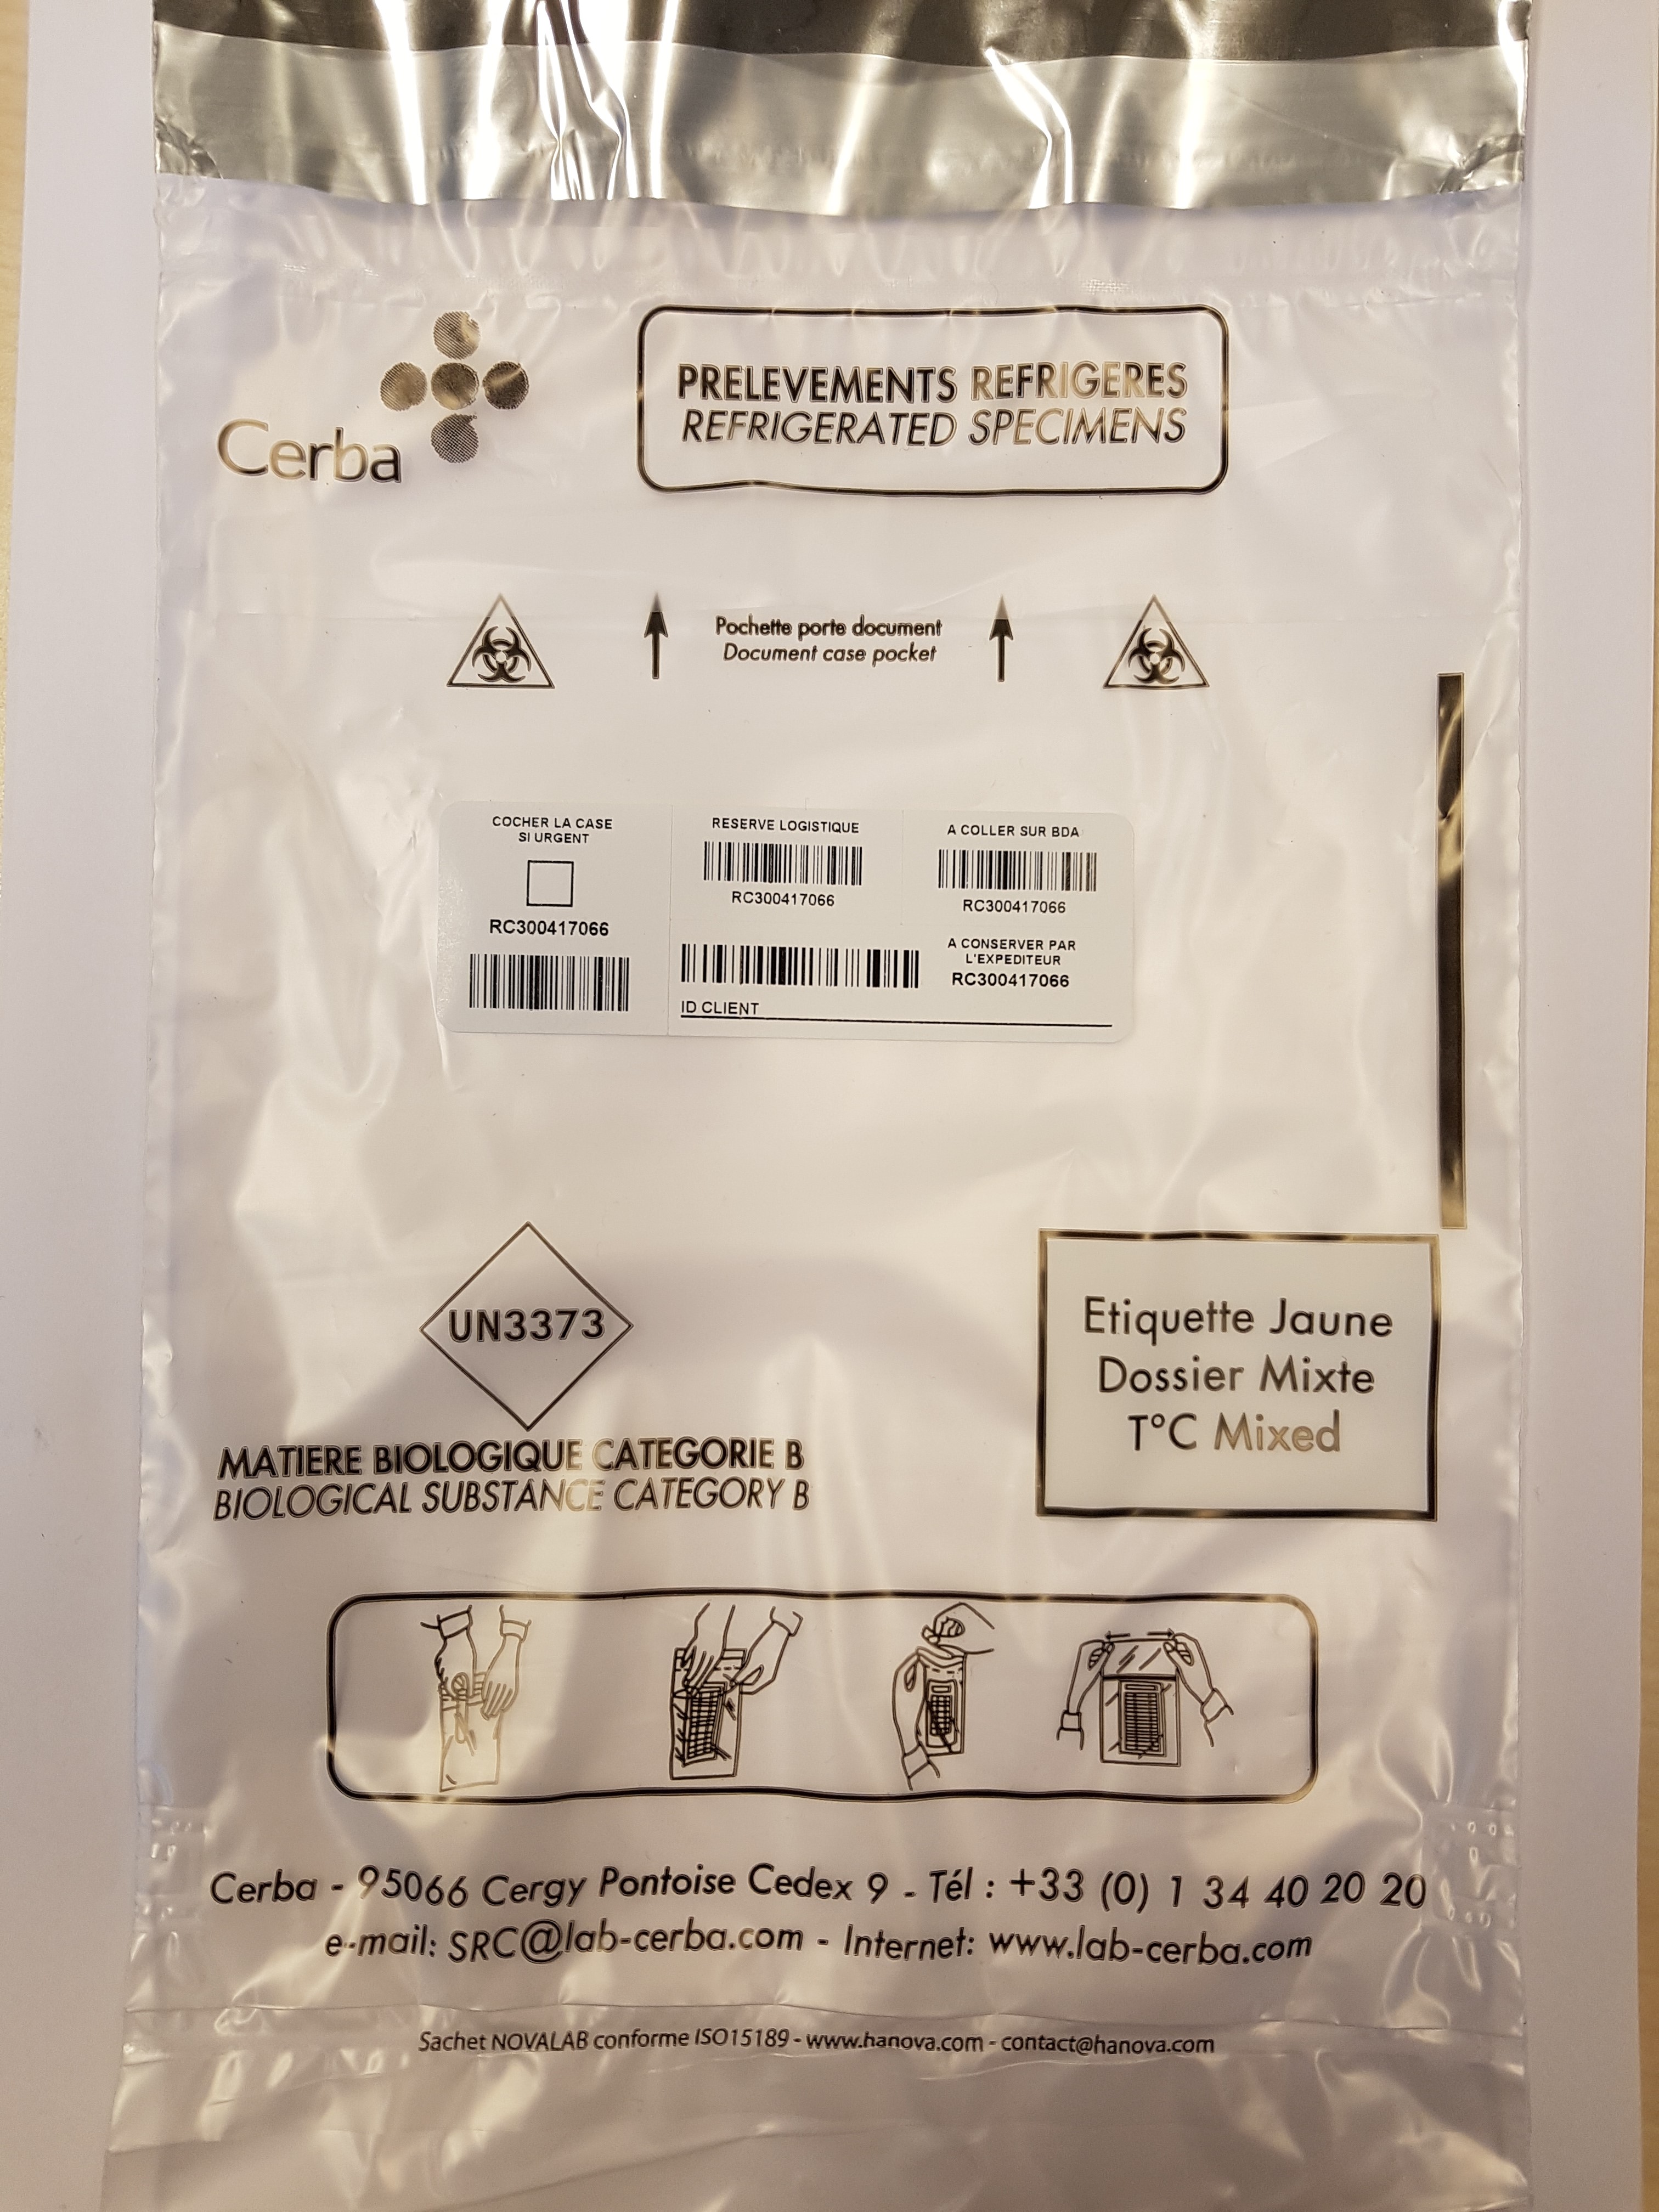 Cerba
PRELEVEMENTS REFRIGERES
REFRIGERATED SPECIMENS
Pochette porte document
Document case pocket
COCHER LA CASE
SI URGENT
RC300417066
RESERVE LOGISTIQUE
RC300417066
A COLLER SUR BDA
RC300417066
A CONSERVER PAR
L'EXPEDITEUR
RC300417066
ID CLIENT
UN3373
MATIERE BIOLOGIQUE CATEGORIE B
BIOLOGICAL SUBSTANCE CATEGORY B
Etiquette Jaune
Dossier Mixte
T°C Mixed
Cerba - 95066 Cergy Pontoise Cedex 9 - Tél : +33 (0) 1 34 40 20 20
e-mail: SRC@lab-cerba.com - Internet: www.lab-cerba.com
Sachet NOVALAB conforme ISO15189 - www.hanova.com - contact@hanova.com